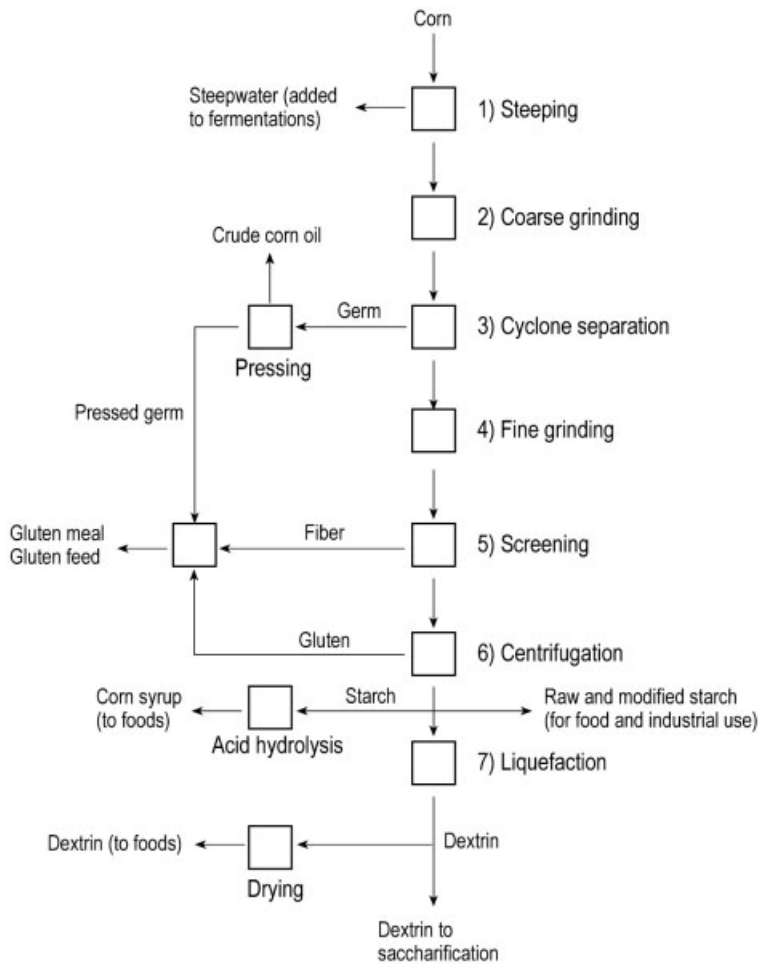 Corn
Steepwater (added
to fermentations)
1) Steeping
2) Coarse grinding
Crude corn oil
Germ
3) Cyclone separation
Pressing
Pressed germ
4) Fine grinding
Gluten meal
Gluten feed
Fiber
5) Screening
Gluten
6) Centrifugation
Corn syrup
(to foods)
Starch
Raw and modified starch
(for food and industrial use)
Acid hydrolysis
7) Liquefaction
Dextrin (to foods)
Dextrin
Drying
Dextrin to
saccharification